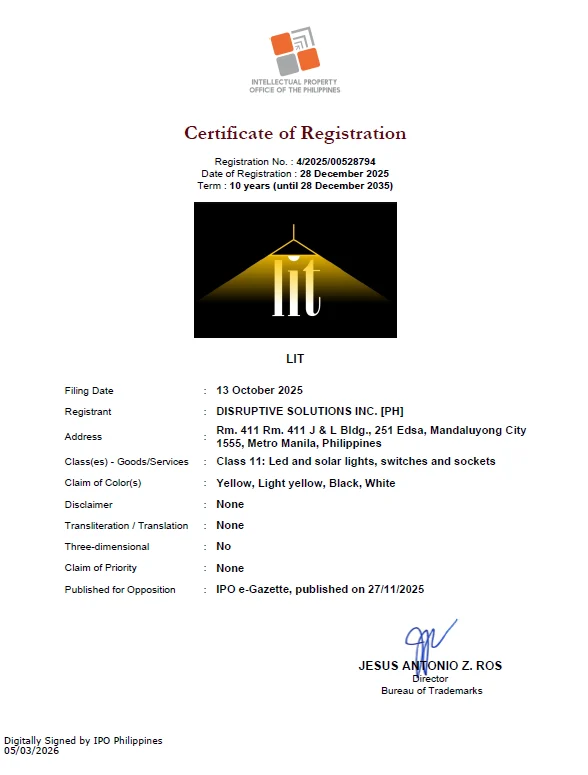 INTELLECTUAL PROPERTY
OFFICE OF THE PHILIPPINES
Certificate of Registration
Registration No. : 4/2025/00528794
Date of Registration : 28 December 2025
Term : 10 years (until 28 December 2035)
lit
LIT
Filing Date : 13 October 2025
Registrant : DISRUPTIVE SOLUTIONS INC. [PH]
Address : Rm. 411 Rm. 411 J & L Bldg., 251 Edsa, Mandaluyong City
1555, Metro Manila, Philippines
Class(es) - Goods/Services : Class 11: Led and solar lights, switches and sockets
Claim of Color(s) : Yellow, Light yellow, Black, White
Disclaimer : None
Transliteration / Translation : None
Three-dimensional : No
Claim of Priority : None
Published for Opposition : IPO e-Gazette, published on 27/11/2025
JESUS ANTONIO Z. ROS
Director
Bureau of Trademarks
Digitally Signed by IPO Philippines
05/03/2026